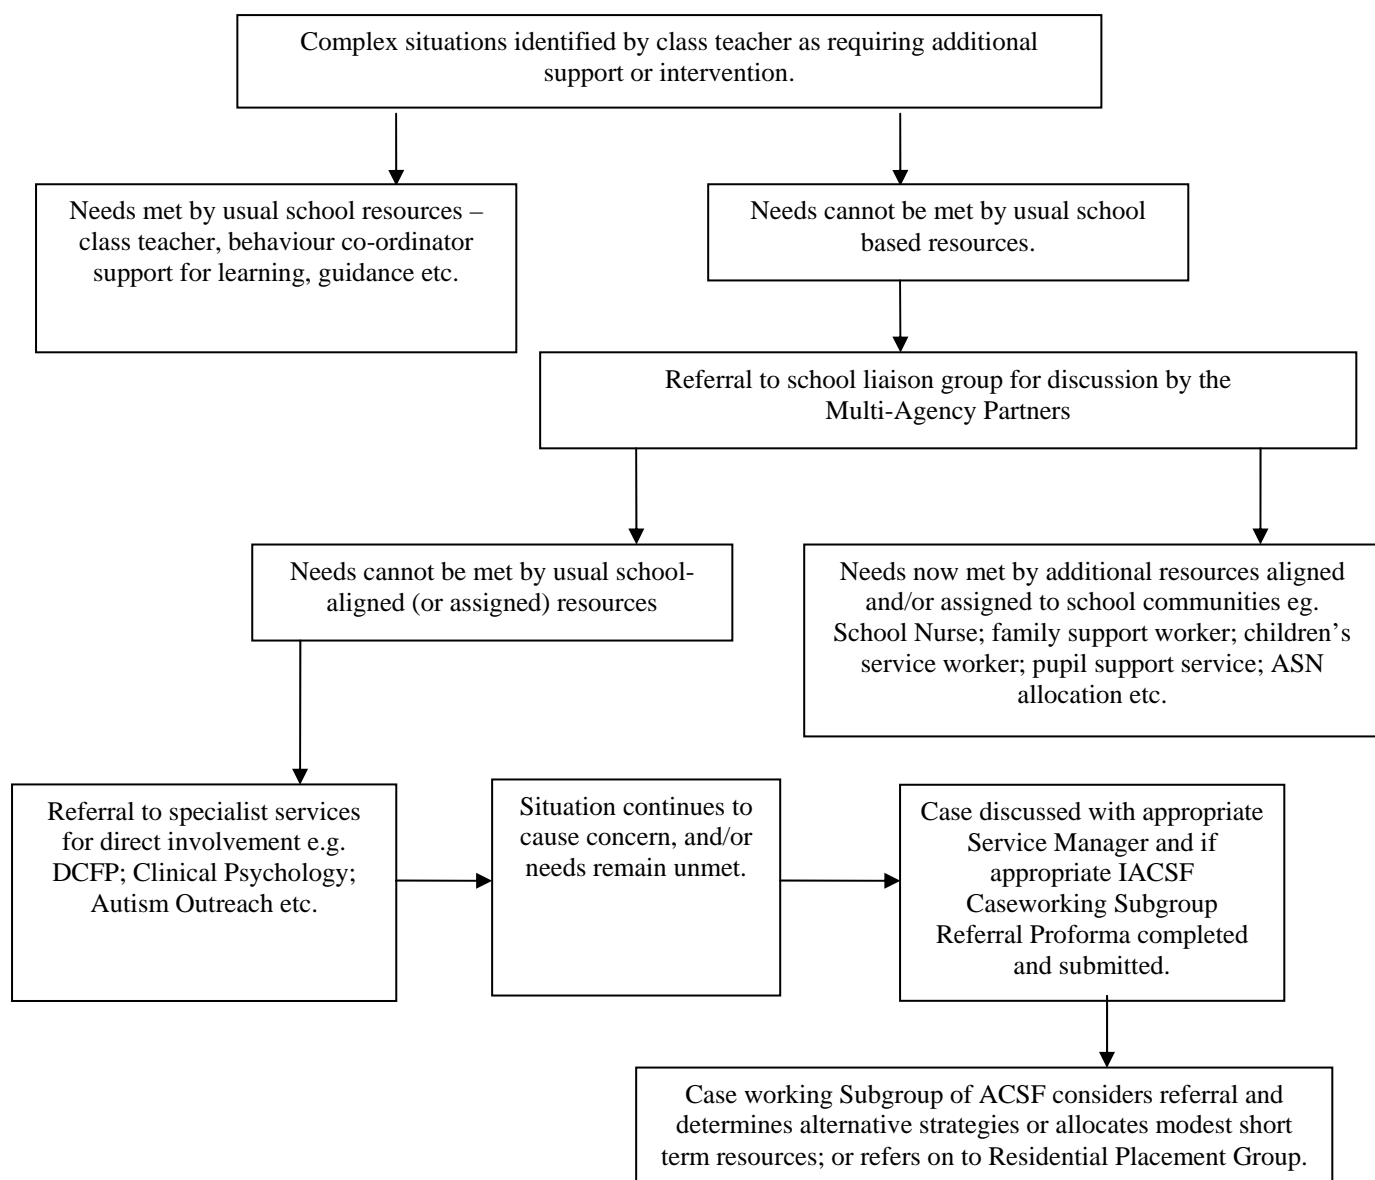 Complex situations identified by class teacher as requiring additional
support or intervention.
Needs met by usual school resources –
class teacher, behaviour co-ordinator
support for learning, guidance etc.
Needs cannot be met by usual school
based resources.
Referral to school liaison group for discussion by the
Multi-Agency Partners
Needs cannot be met by usual school-
aligned (or assigned) resources
Needs now met by additional resources aligned
and/or assigned to school communities eg.
School Nurse; family support worker; children’s
service worker; pupil support service; ASN
allocation etc.
Referral to specialist services
for direct involvement e.g.
DCFP; Clinical Psychology;
Autism Outreach etc.
Situation continues to
cause concern, and/or
needs remain unmet.
Case discussed with appropriate
Service Manager and if
appropriate IACSF
Caseworking Subgroup
Referral Proforma completed
and submitted.
Case working Subgroup of ACSF considers referral and
determines alternative strategies or allocates modest short
term resources; or refers on to Residential Placement Group.